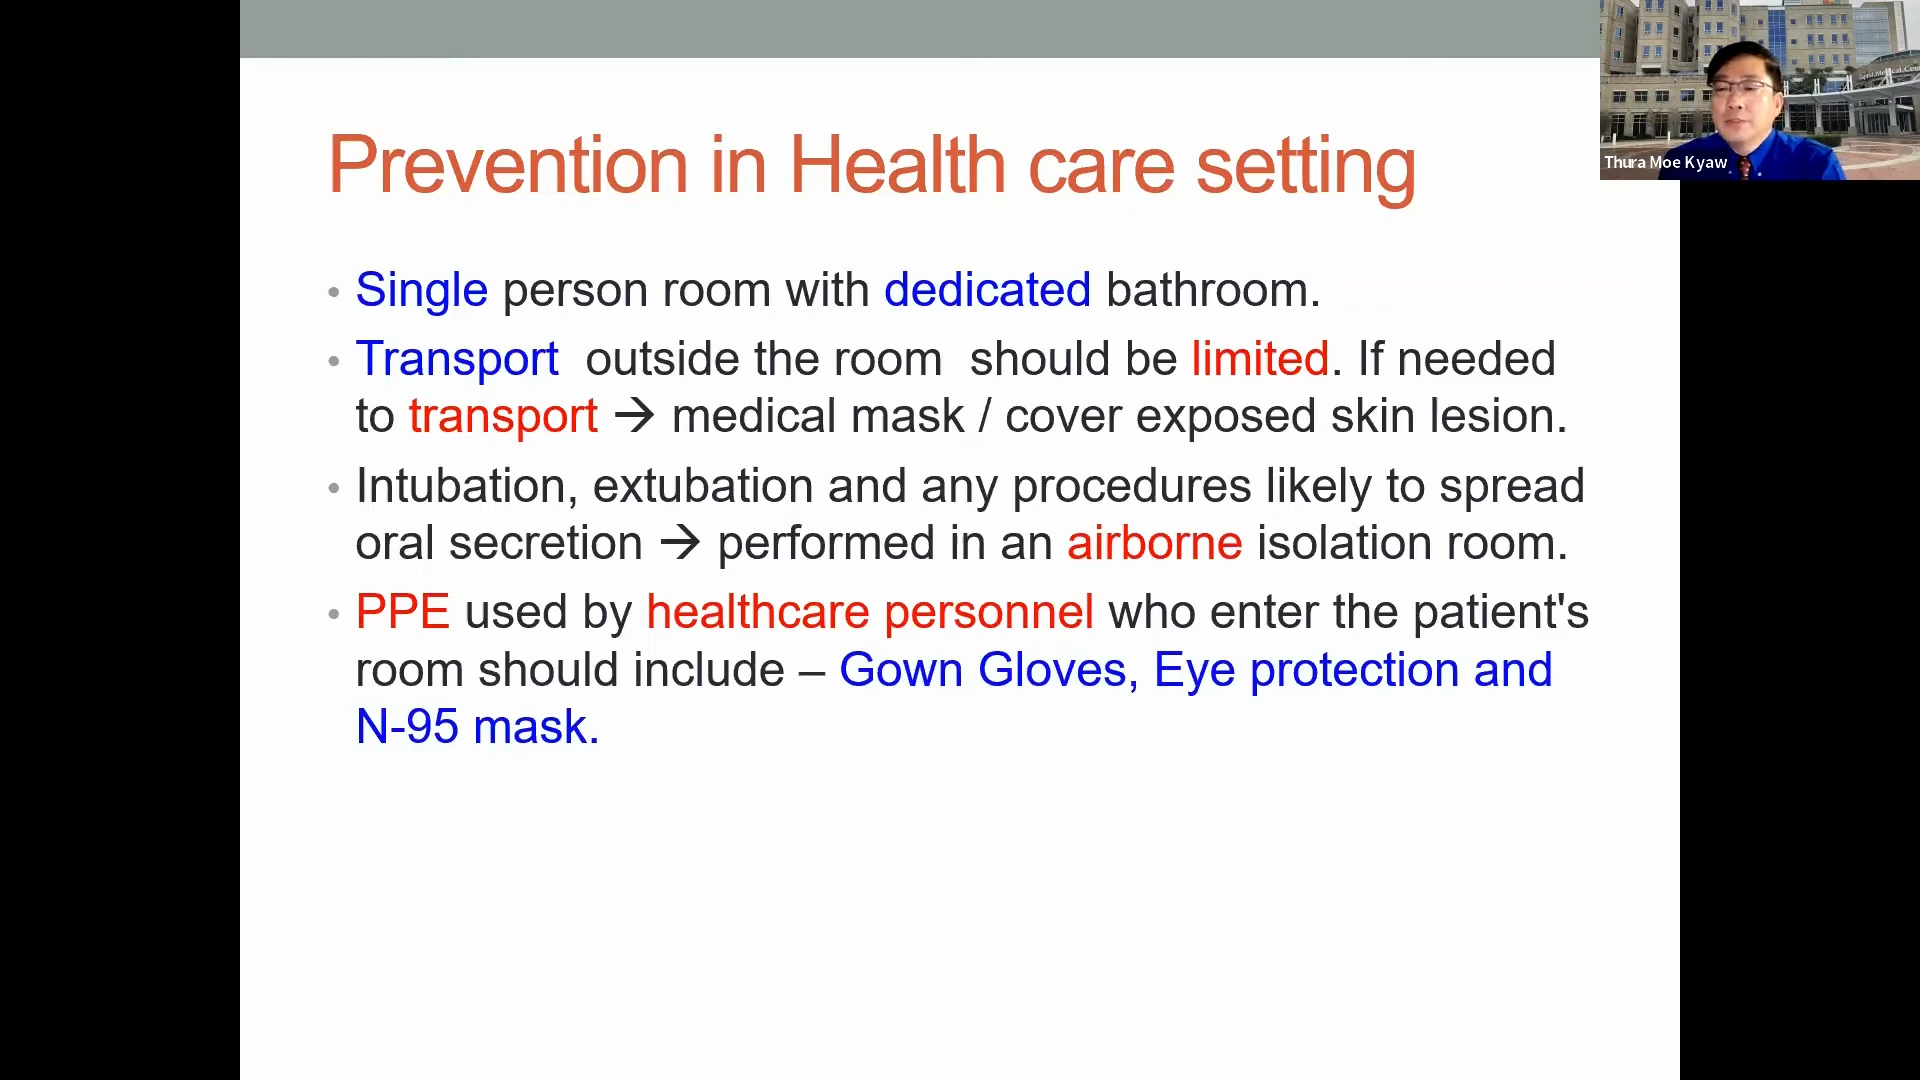 Prevention in Health care setting
• Single person room with dedicated bathroom.
• Transport outside the room should be limited. If needed
to transport → medical mask / cover exposed skin lesion.
• Intubation, extubation and any procedures likely to spread
oral secretion → performed in an airborne isolation room.
• PPE used by healthcare personnel who enter the patient's
room should include – Gown Gloves, Eye protection and
N-95 mask.
Thura Moe Kyaw